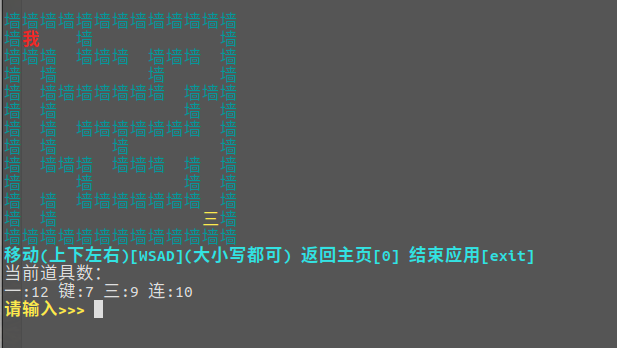 墙墙墙墙墙墙墙墙墙墙墙墙墙
墙我　　墙　　　　　　　墙
墙墙墙　墙墙墙　墙墙墙　墙
墙　墙　　　　　墙　　　墙
墙　墙墙墙墙墙墙墙　墙墙墙
墙　墙　　　　　　　墙　墙
墙　墙　墙墙墙墙墙墙墙　墙
墙　墙　　　墙　　　　　墙
墙　墙墙墙　墙墙墙　墙　墙
墙　　　墙　　　　　墙　墙
墙　墙　墙墙墙墙墙墙墙　墙
墙　墙　　　　　　　　三墙
墙墙墙墙墙墙墙墙墙墙墙墙墙
移动(上下左右)[WSAD](大小写都可) 返回主页[0] 结束应用[exit]
当前道具数:
一:12 键:7 三:9 连:10
请输入>>>